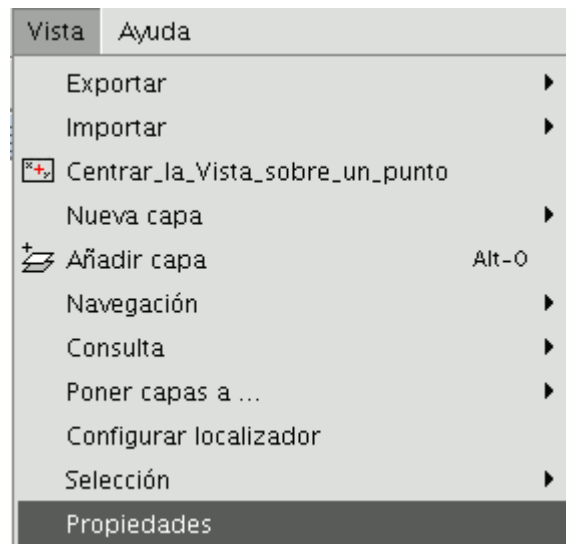 Vista Ayuda
Exportar
Importar
Centrar_la_Vista_sobre_un_punto
Nueva capa
Añadir capa Alt-O
Navegación
Consulta
Poner capas a ...
Configurar localizador
Selección
Propiedades